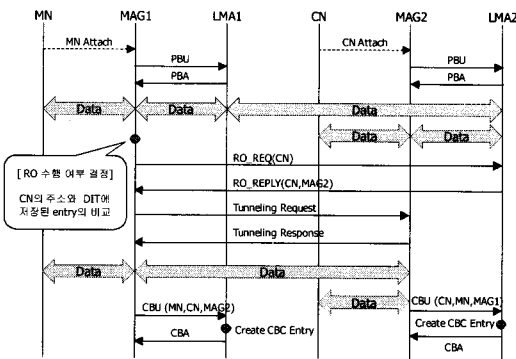 MN MAG1 LMA1 CN MAG2 LMA2
MN Attach CN Attach
PBU PBU
PBA PBA
Data Data Data
Data Data
[ RO 수행 여부 결정]
CN의 주소와 DIT에
저장된 entry의 비교
RO_REQ(CN)
RO_REPLY(CN,MAG2)
Tunneling Request
Tunneling Response
Data Data
Data
CBU (MN,CN,MAG2) CBU (CN,MN,MAG1)
Create CBC Entry Create CBC Entry
CBA CBA